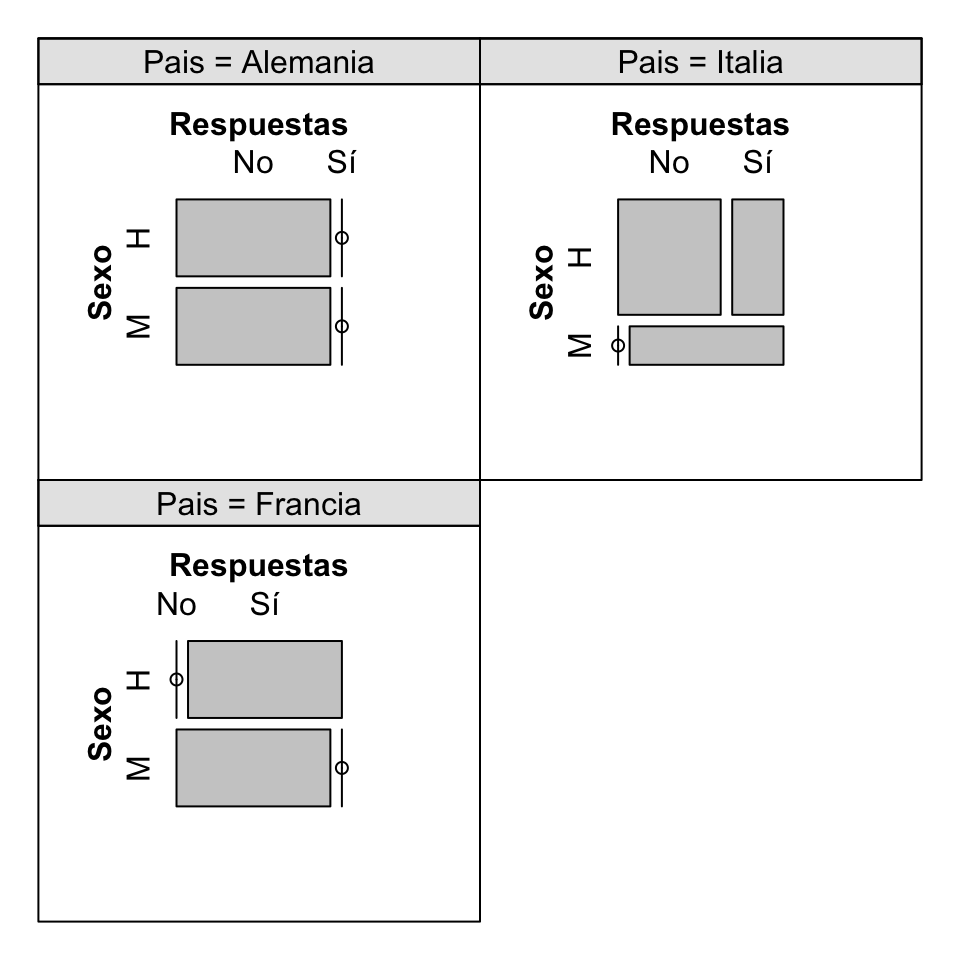 Pais = Alemania
Respuestas
No Sí
Sexo
H
M
Pais = Italia
Respuestas
No Sí
Sexo
H
M
Pais = Francia
Respuestas
No Sí
Sexo
H
M